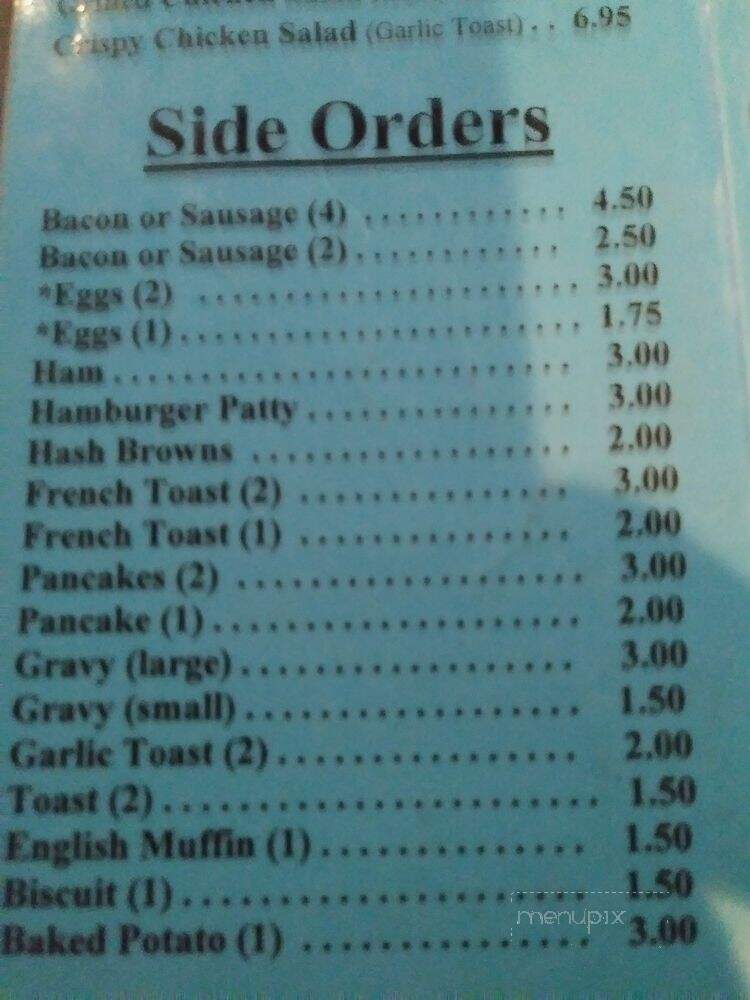 Chicken
Crispy Chicken Salad (Garlic Toast) . . 6.95
Side Orders
Bacon or Sausage (4) . . . . . . . . . . . . 4.50
Bacon or Sausage (2) . . . . . . . . . . . . 2.50
*Eggs (2) . . . . . . . . . . . . . . . . . . . . . . 3.00
*Eggs (1) . . . . . . . . . . . . . . . . . . . . . . . 1.75
Ham . . . . . . . . . . . . . . . . . . . . . . . . . . 3.00
Hamburger Patty . . . . . . . . . . . . . . . 3.00
Hash Browns . . . . . . . . . . . . . . . . . . . 2.00
French Toast (2) . . . . . . . . . . . . . . . 3.00
French Toast (1) . . . . . . . . . . . . . . . 2.00
Pancakes (2) . . . . . . . . . . . . . . . . . . . 3.00
Pancake (1) . . . . . . . . . . . . . . . . . . . . 2.00
Gravy (large) . . . . . . . . . . . . . . . . . . 3.00
Gravy (small) . . . . . . . . . . . . . . . . . . 1.50
Garlic Toast (2) . . . . . . . . . . . . . . . . 2.00
Toast (2) . . . . . . . . . . . . . . . . . . . . . . . 1.50
English Muffin (1) . . . . . . . . . . . . . . 1.50
Biscuit (1) . . . . . . . . . . . . . . . . . . . . . 1.50
Baked Potato (1) . . . . . . . . . . . . . . . 3.00
menupix